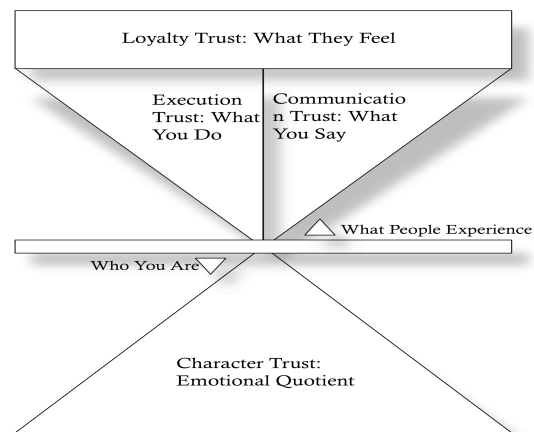 Loyalty Trust: What They Feel
Execution
Trust: What
You Do
Communicatio
n Trust: What
You Say
What People Experience
Who You Are
Character Trust:
Emotional Quotient